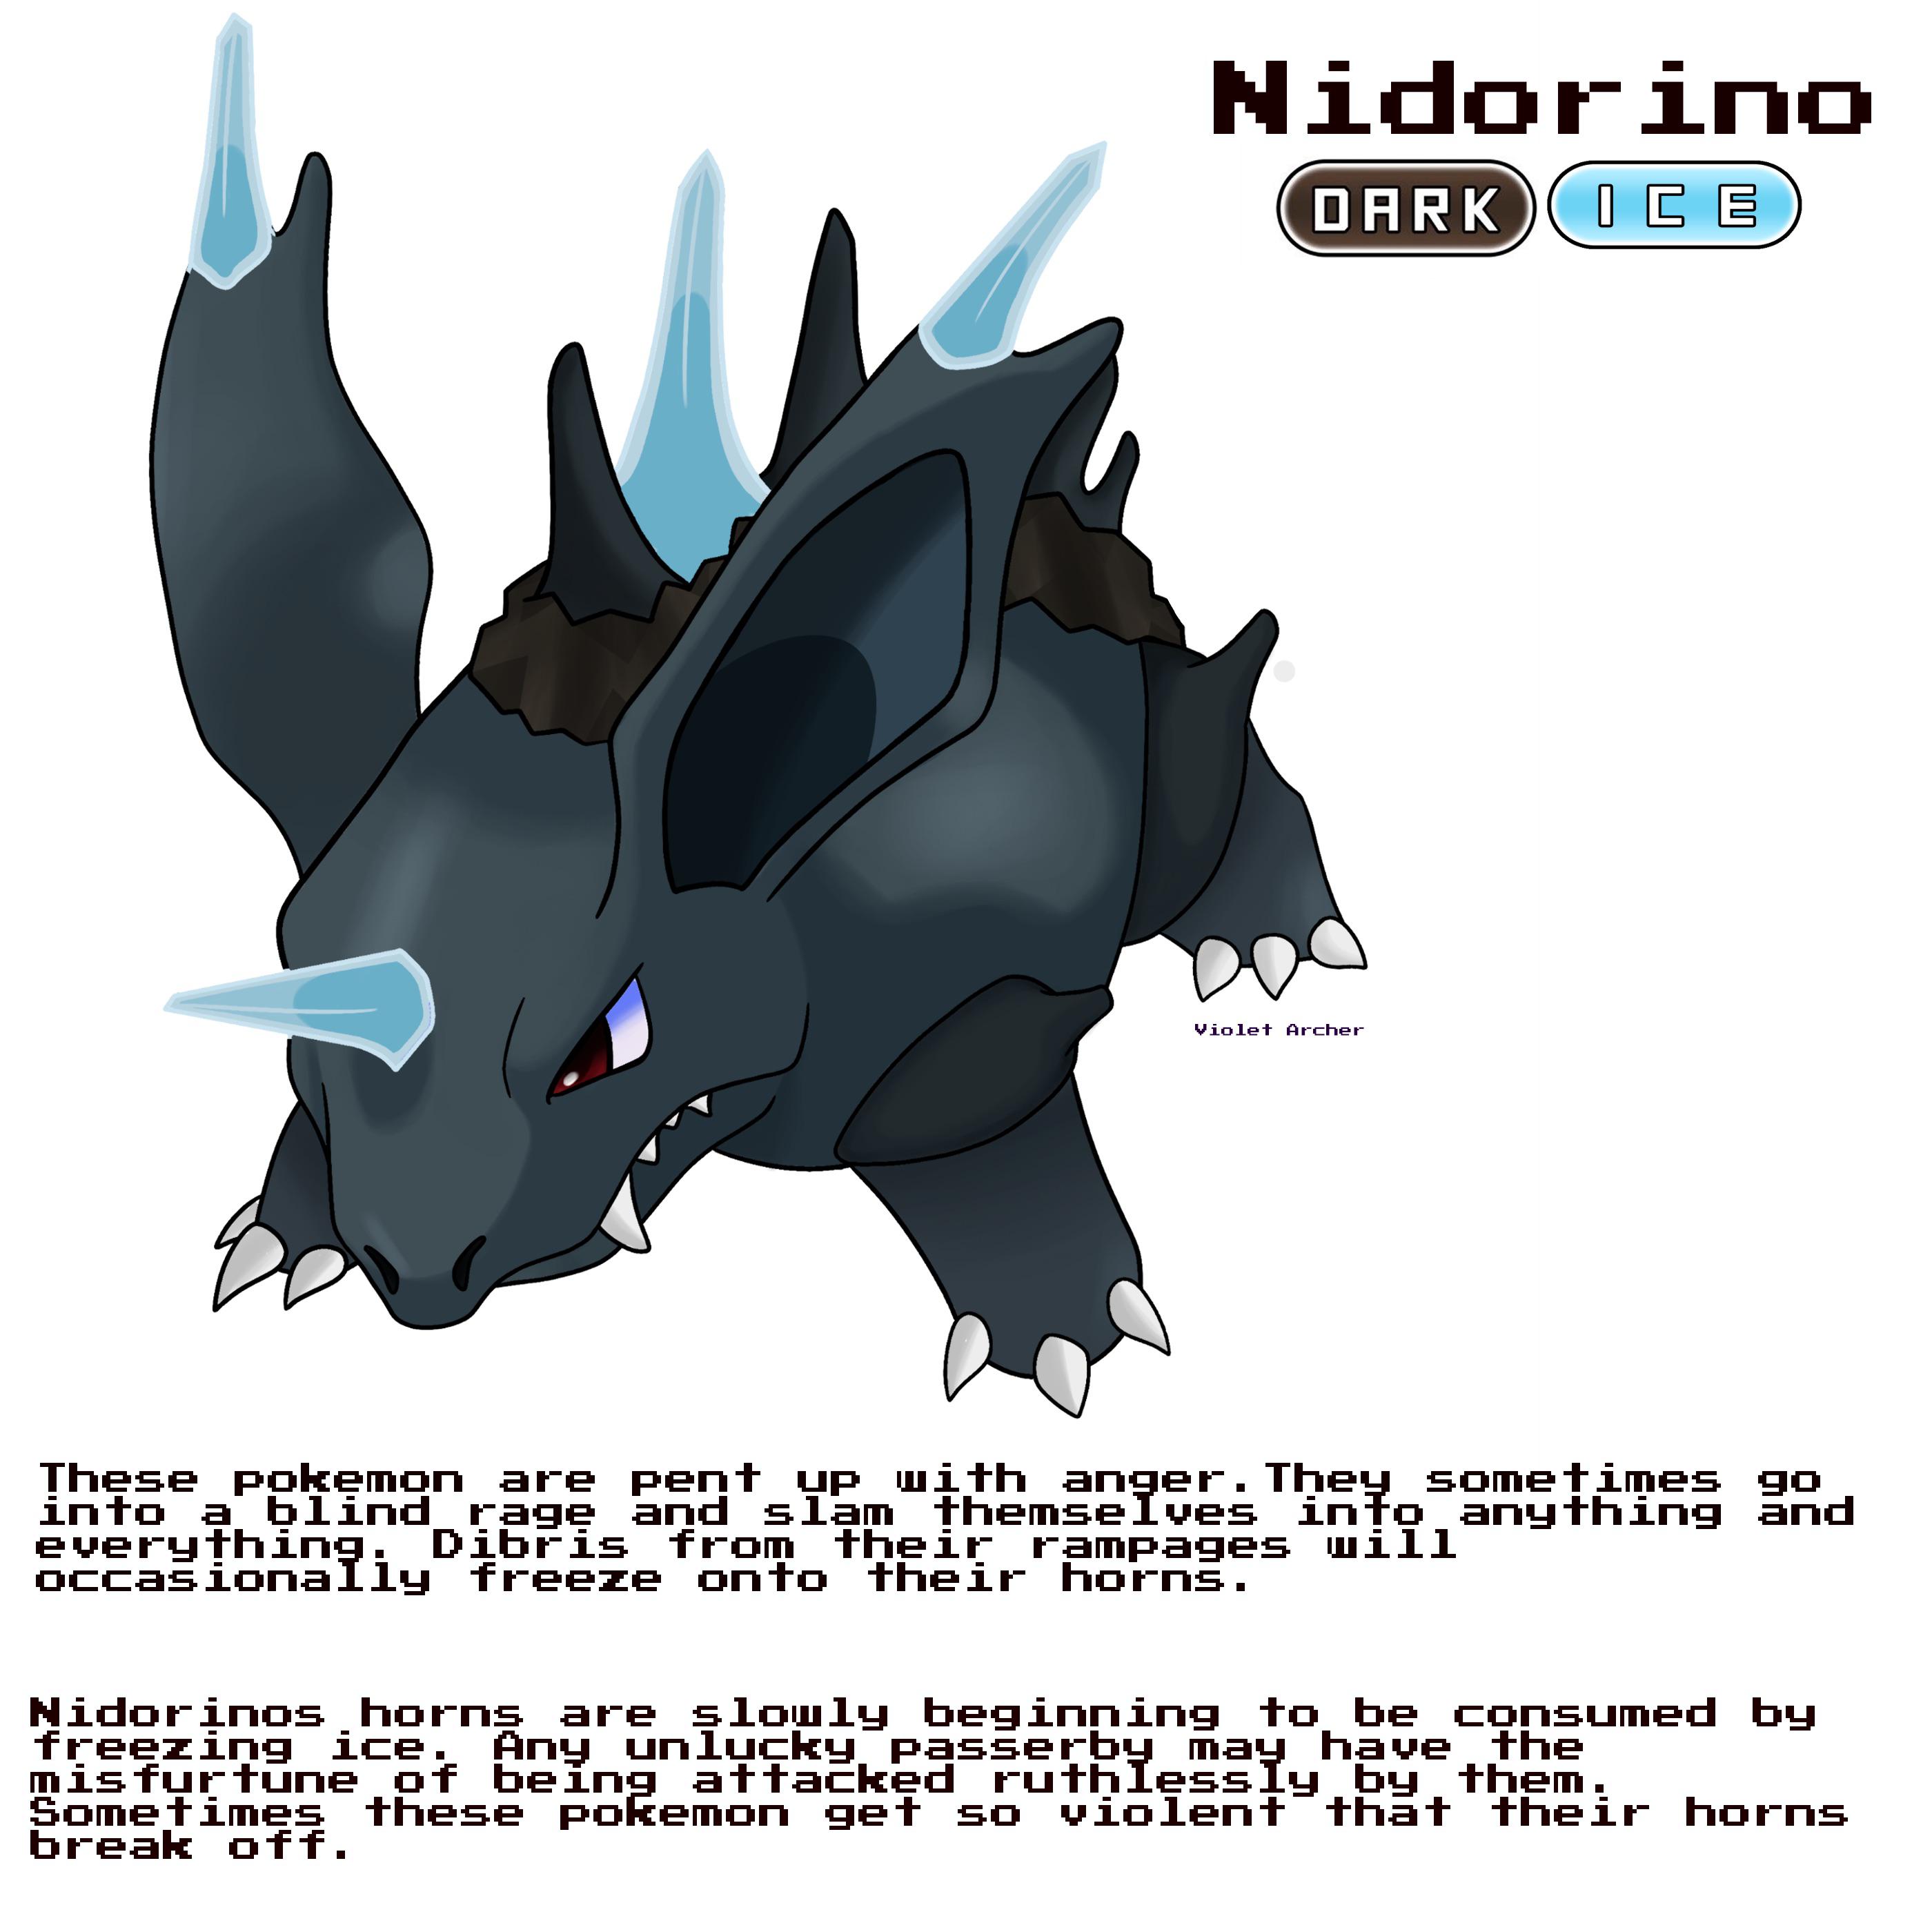 Nidorino
DARK ICE
Violet Archer
These pokemon are pent up with anger.They sometimes go
into a blind rage and slam themselves into anything and
everything. Dibris from their rampages will
occasionally freeze onto their horns.
Nidorinos horns are slowly beginning to be consumed by
freezing ice. Any unlucky passerby may have the
misfurtune of being attacked ruthlessly by them.
Sometimes these pokemon get so violent that their horns
break off.